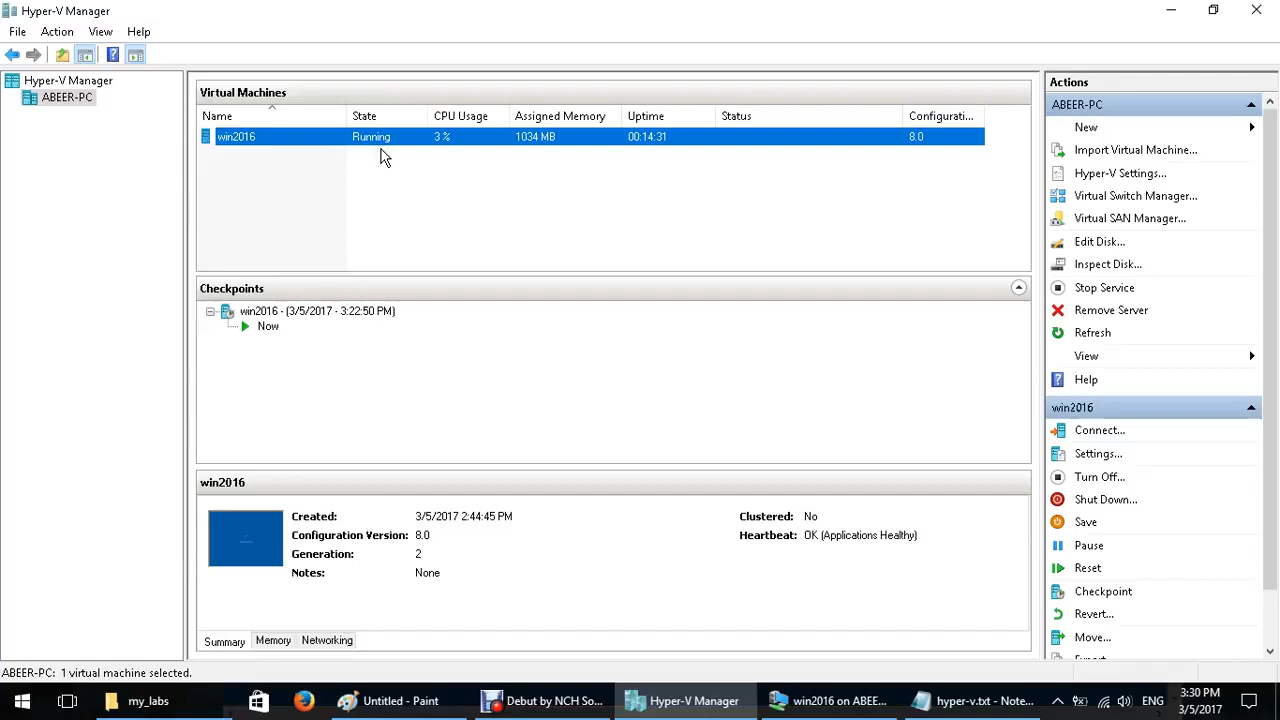 Hyper-V Manager
File Action View Help
Hyper-V Manager
ABEER-PC
Virtual Machines
Name State CPU Usage Assigned Memory Uptime Status Configurati...
win2016 Running 3 % 1034 MB 00:14:31 8.0
Checkpoints
win2016 - (3/5/2017 - 3:22:50 PM)
Now
win2016
Created: 3/5/2017 2:44:45 PM Clustered: No
Configuration Version: 8.0 Heartbeat: OK (Applications Healthy)
Generation: 2
Notes: None
Summary Memory Networking
Actions
ABEER-PC
New
Import Virtual Machine...
Hyper-V Settings...
Virtual Switch Manager...
Virtual SAN Manager...
Edit Disk...
Inspect Disk...
Stop Service
Remove Server
Refresh
View
Help
win2016
Connect...
Settings...
Turn Off...
Shut Down...
Save
Pause
Reset
Checkpoint
Revert...
Move...
ABEER-PC: 1 virtual machine selected.
my_labs Untitled - Paint Debut by NCH So... Hyper-V Manager win2016 on ABEE... hyper-v.txt - Note... ENG 3:30 PM
3/5/2017